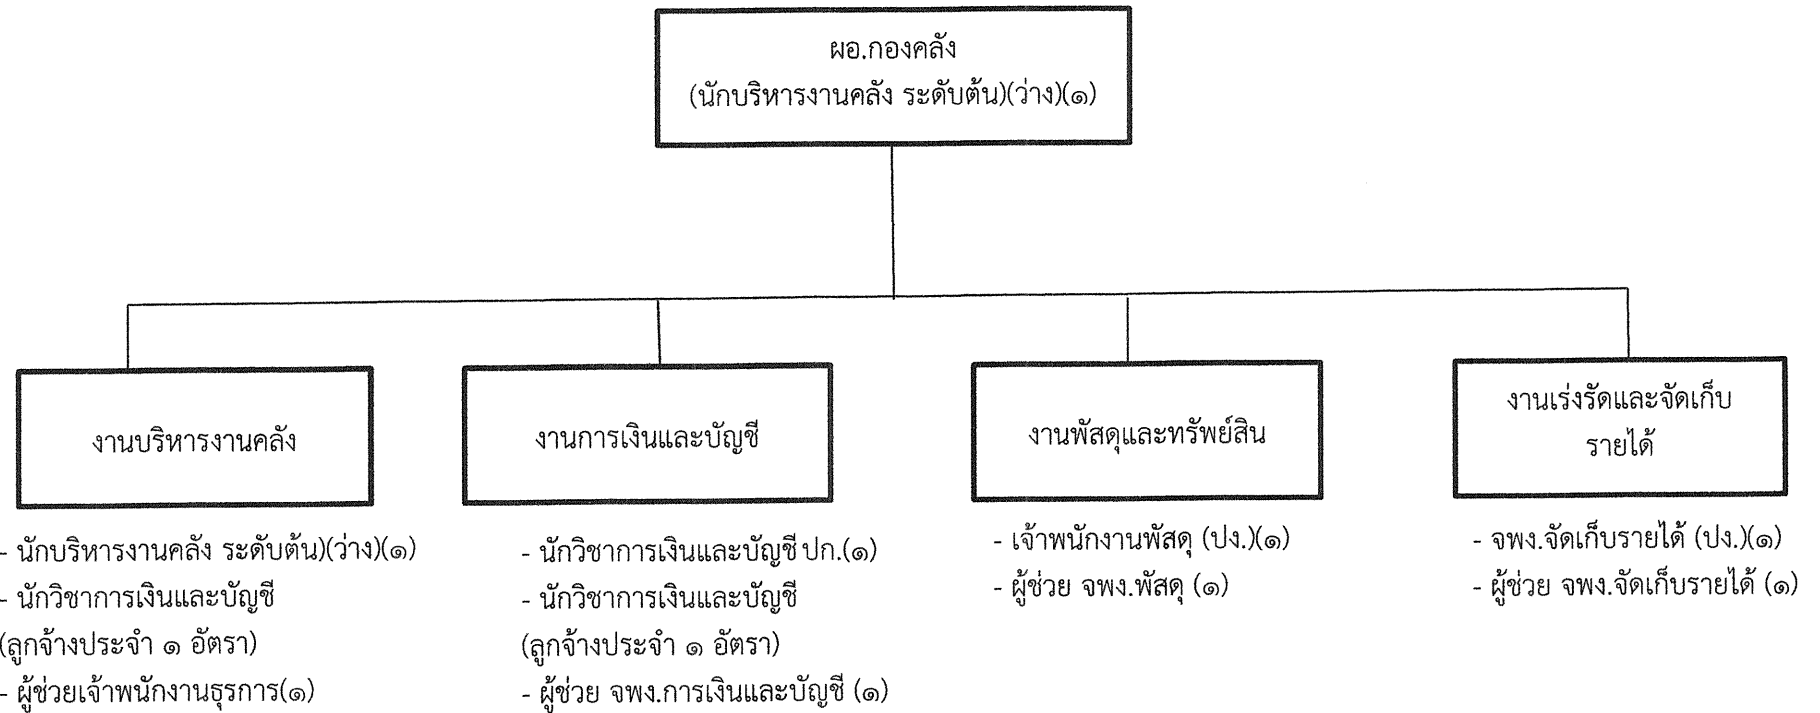 ผอ.กองคลัง
(นักบริหารงานคลัง ระดับต้น)(ว่าง)(๑)
งานบริหารงานคลัง
- นักบริหารงานคลัง ระดับต้น)(ว่าง)(๑)
- นักวิชาการเงินและบัญชี
(ลูกจ้างประจำ ๑ อัตรา)
- ผู้ช่วยเจ้าพนักงานธุรการ(๑)
งานการเงินและบัญชี
- นักวิชาการเงินและบัญชี ปก.(๑)
- นักวิชาการเงินและบัญชี
(ลูกจ้างประจำ ๑ อัตรา)
- ผู้ช่วย จพง.การเงินและบัญชี (๑)
งานพัสดุและทรัพย์สิน
- เจ้าพนักงานพัสดุ (ปง.)(๑)
- ผู้ช่วย จพง.พัสดุ (๑)
งานเร่งรัดและจัดเก็บ
รายได้
- จพง.จัดเก็บรายได้ (ปง.)(๑)
- ผู้ช่วย จพง.จัดเก็บรายได้ (๑)